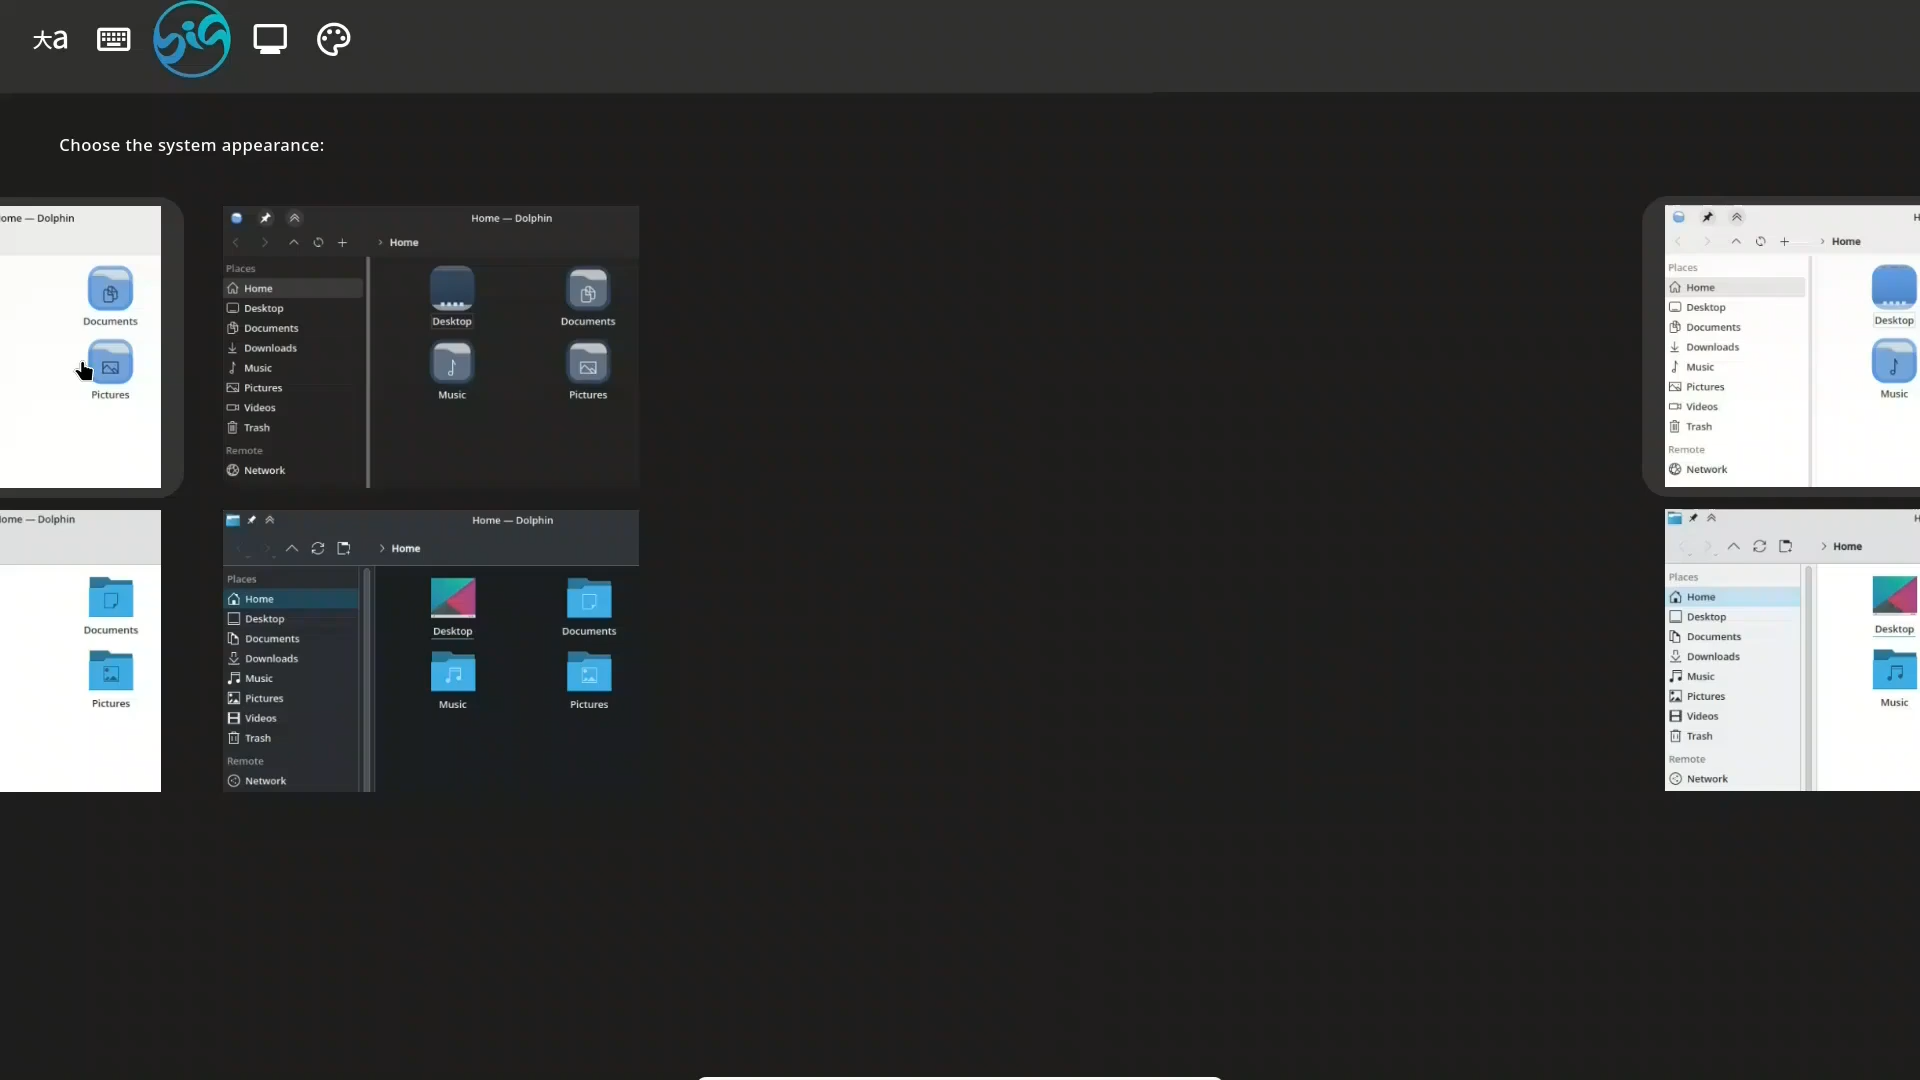 大a
Choose the system appearance:
ome — Dolphin
Documents
Pictures
Home — Dolphin
Home
Places
Home
Desktop
Documents
Downloads
Music
Pictures
Videos
Trash
Remote
Network
Desktop
Documents
Music
Pictures
H
Home
Places
Home
Desktop
Documents
Downloads
Music
Pictures
Videos
Trash
Remote
Network
Desktop
Music
ome — Dolphin
Documents
Pictures
Home — Dolphin
Home
Places
Home
Desktop
Documents
Downloads
Music
Pictures
Videos
Trash
Remote
Network
Desktop
Documents
Music
Pictures
H
Home
Places
Home
Desktop
Documents
Downloads
Music
Pictures
Videos
Trash
Remote
Network
Desktop
Music